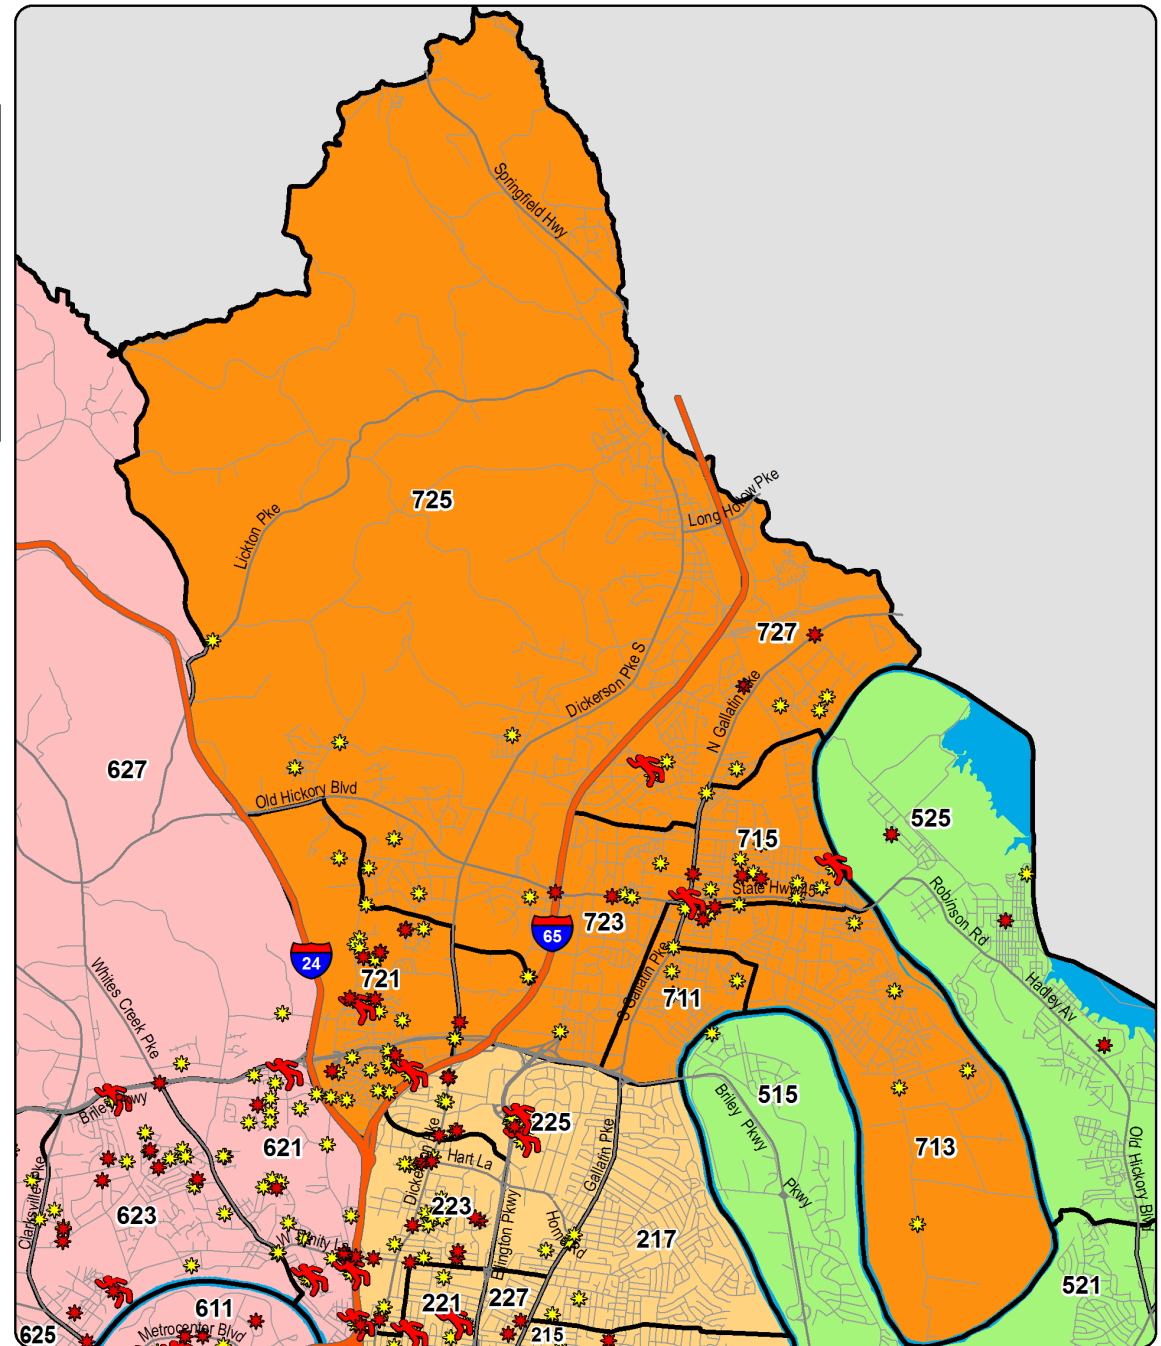 Springfield Hwy
725
Long Hollow Pke
Lickton Pke
727
Dickerson Pke S
N Gallatin Pke
627
Old Hickory Blvd
525
715
State Hwy 45
Robinson Rd
723
65
24
721
S Gallatin Pke
711
Hadley Av
Whites Creek Pke
515
Briley Pkwy
Briley Pkwy
225
Gallatin Pke
713
Old Hickory Blvd
621
Hart La
Dickerson Pke
Pkwy
Clarksville Pke
623
223
Ellington Pkwy
W Trinity La
217
521
611
221
227
Metrocenter Blvd
625
215